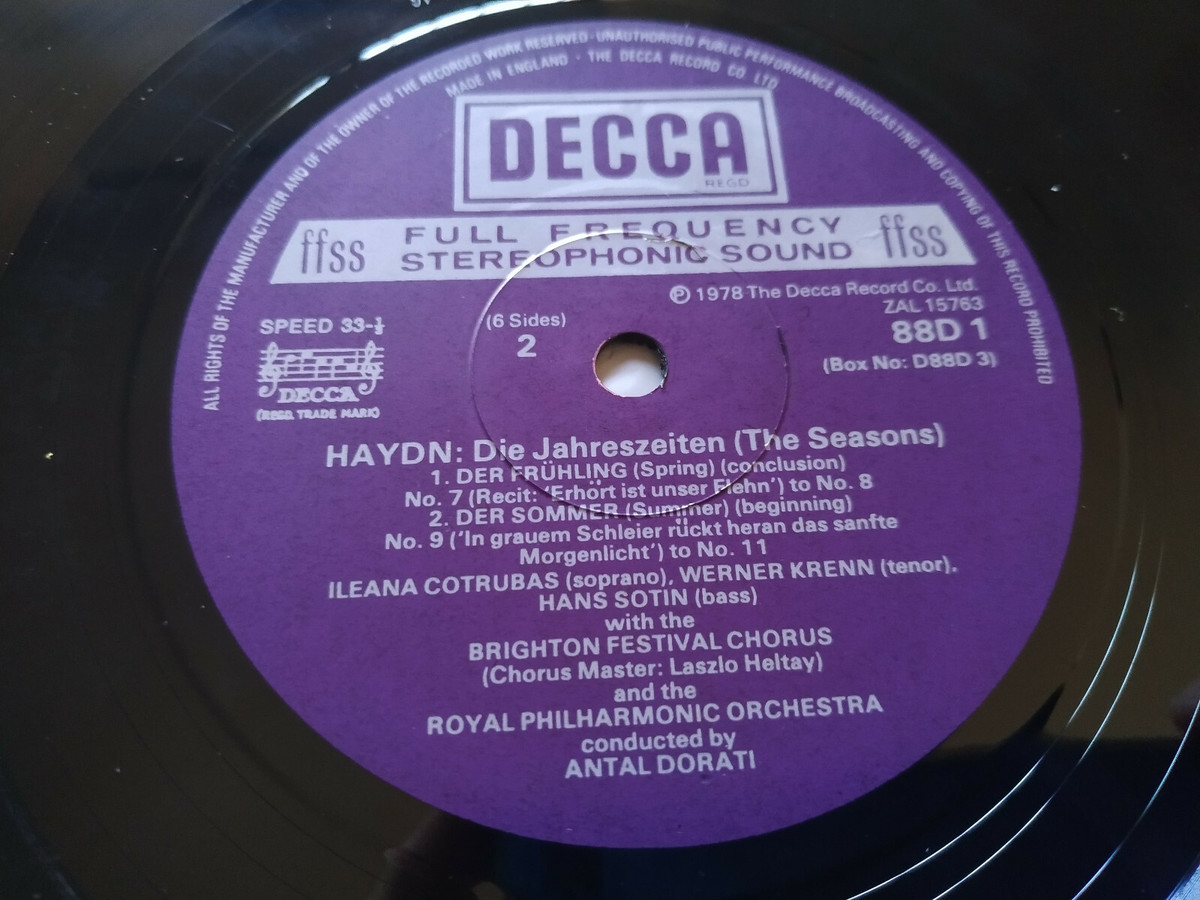 ALL RIGHTS OF THE MANUFACTURER AND OF THE OWNER OF THE RECORDED WORK RESERVED · UNAUTHORISED PUBLIC PERFORMANCE BROADCASTING AND COPYING OF THIS RECORD PROHIBITED
MADE IN ENGLAND · THE DECCA RECORD CO LTD
DECCA
REGD
ffss FULL FREQUENCY ffss
STEREOPHONIC SOUND
℗ 1978 The Decca Record Co. Ltd.
ZAL 15763
SPEED 33-⅓
(6 Sides)
2
88D 1
(Box No: D88D 3)
DECCA
(REGD. TRADE MARK)
HAYDN: Die Jahreszeiten (The Seasons)
1. DER FRÜHLING (Spring) (conclusion)
No. 7 (Recit: 'Erhört ist unser Flehn') to No. 8
2. DER SOMMER (Summer) (beginning)
No. 9 ('In grauem Schleier rückt heran das sanfte
Morgenlicht') to No. 11
ILEANA COTRUBAS (soprano), WERNER KRENN (tenor),
HANS SOTIN (bass)
with the
BRIGHTON FESTIVAL CHORUS
(Chorus Master: Laszlo Heltay)
and the
ROYAL PHILHARMONIC ORCHESTRA
conducted by
ANTAL DORATI